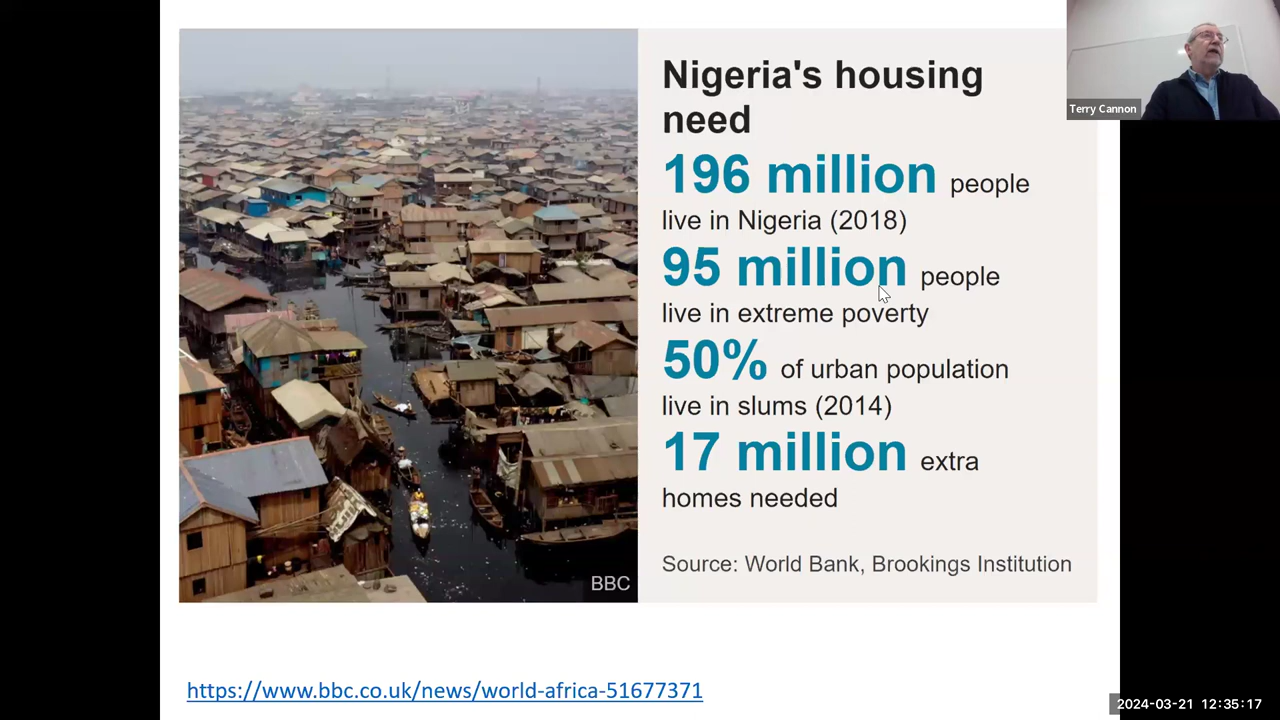 Nigeria's housing
need
196 million people
live in Nigeria (2018)
95 million people
live in extreme poverty
50% of urban population
live in slums (2014)
17 million extra
homes needed
Source: World Bank, Brookings Institution
BBC
https://www.bbc.co.uk/news/world-africa-51677371
Terry Cannon
2024-03-21 12:35:17